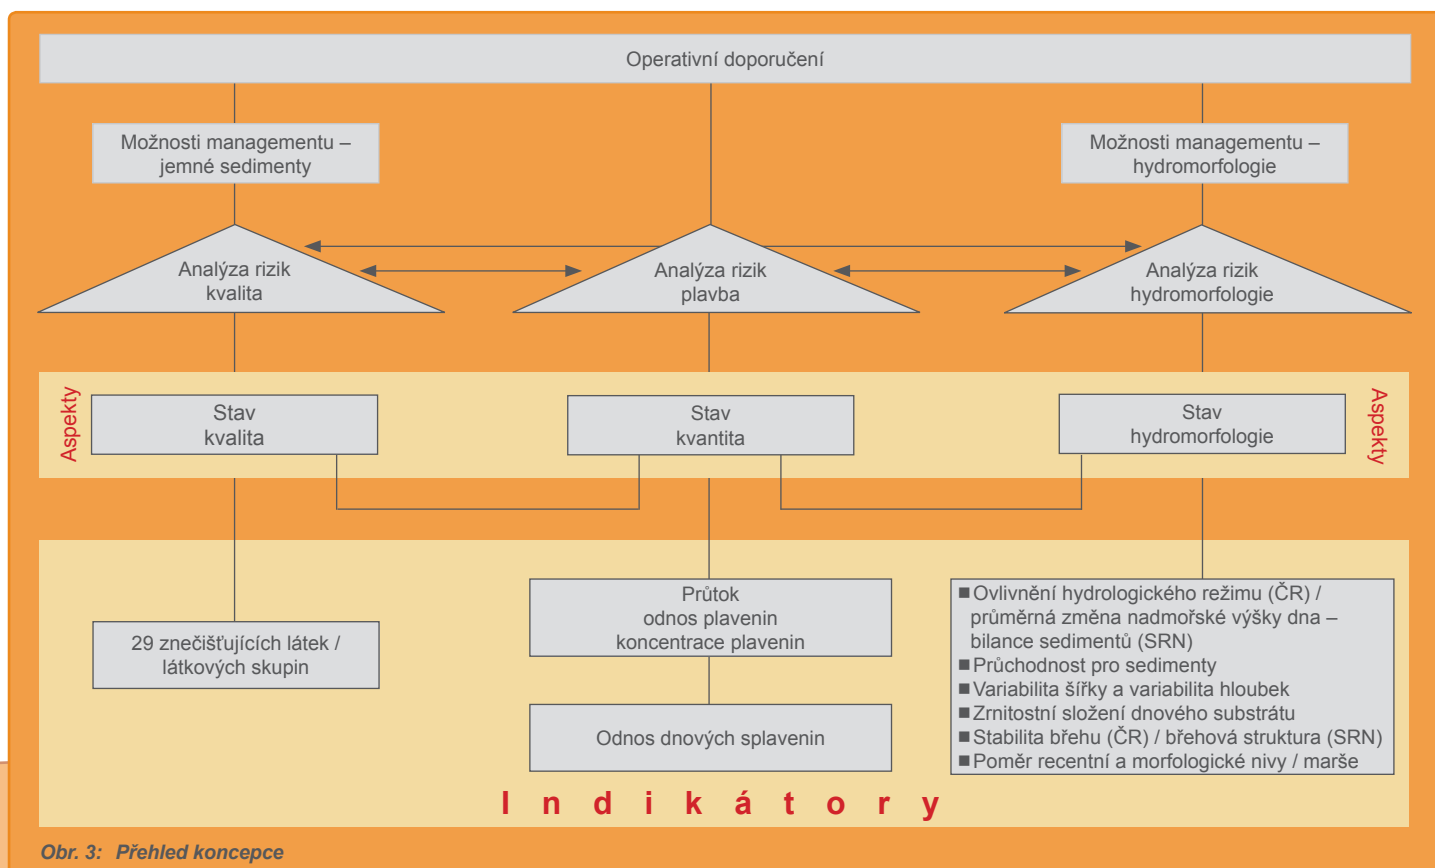 Operativní doporučení
Možnosti managementu –
jemné sedimenty
Možnosti managementu –
hydromorfologie
Analýza rizik
kvalita
Analýza rizik
plavba
Analýza rizik
hydromorfologie
Aspekty
Stav
kvalita
Stav
kvantita
Stav
hydromorfologie
Aspekty
29 znečišťujících látek /
látkových skupin
Průtok
odnos plavenin
koncentrace plavenin
Odnos dnových splavenin
■ Ovlivnění hydrologického režimu (ČR) /
průměrná změna nadmořské výšky dna –
bilance sedimentů (SRN)
■ Průchodnost pro sedimenty
■ Variabilita šířky a variabilita hloubek
■ Zrnitostní složení dnového substrátu
■ Stabilita břehu (ČR) / břehová struktura (SRN)
■ Poměr recentní a morfologické nivy / marše
I n d i k á t o r y
Obr. 3: Přehled koncepce